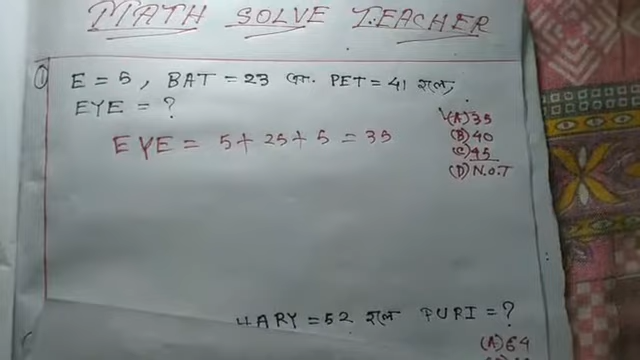 MATH SOLVE TEACHER
① E = 5, BAT = 23 এবং PET = 41 হলে,
EYE = ?
(A) 35
(B) 40
(C) 45
(D) N.O.T
EYE = 5 + 25 + 5 = 35
HARY = 52 হলে PURI = ?
(A) 64